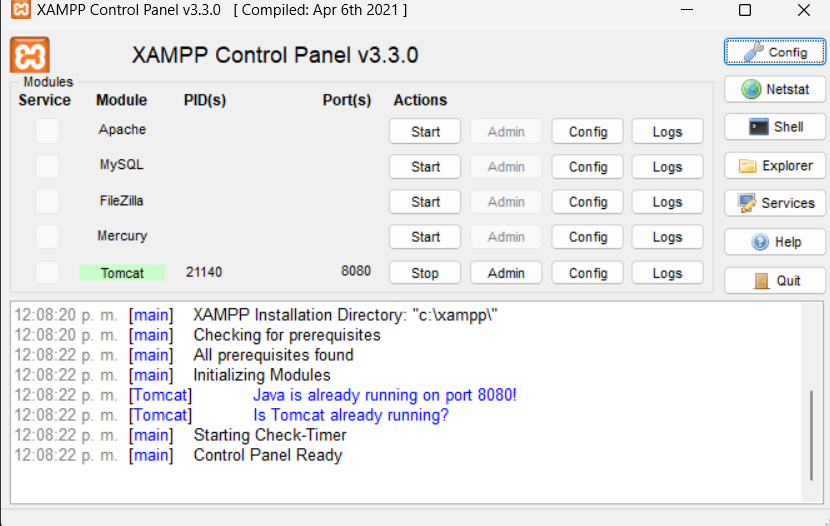 XAMPP Control Panel v3.3.0 [ Compiled: Apr 6th 2021 ]
XAMPP Control Panel v3.3.0
Config
Netstat
Shell
Explorer
Services
Help
Quit
Modules
Service Module PID(s) Port(s) Actions
Apache Start Admin Config Logs
MySQL Start Admin Config Logs
FileZilla Start Admin Config Logs
Mercury Start Admin Config Logs
Tomcat 21140 8080 Stop Admin Config Logs
12:08:20 p. m. [main] XAMPP Installation Directory: "c:\xampp\"
12:08:20 p. m. [main] Checking for prerequisites
12:08:22 p. m. [main] All prerequisites found
12:08:22 p. m. [main] Initializing Modules
12:08:22 p. m. [Tomcat] Java is already running on port 8080!
12:08:22 p. m. [Tomcat] Is Tomcat already running?
12:08:22 p. m. [main] Starting Check-Timer
12:08:22 p. m. [main] Control Panel Ready